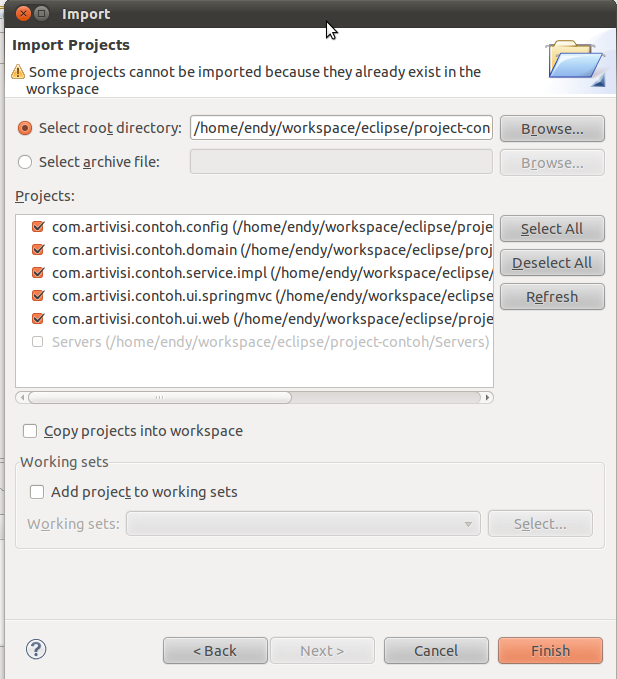 Import
Import Projects
Some projects cannot be imported because they already exist in the
workspace
Select root directory: /home/endy/workspace/eclipse/project-con Browse...
Select archive file: Browse...
Projects:
com.artivisi.contoh.config (/home/endy/workspace/eclipse/proje
com.artivisi.contoh.domain (/home/endy/workspace/eclipse/proj
com.artivisi.contoh.service.impl (/home/endy/workspace/eclipse/
com.artivisi.contoh.ui.springmvc (/home/endy/workspace/eclipse
com.artivisi.contoh.ui.web (/home/endy/workspace/eclipse/proje
Servers (/home/endy/workspace/eclipse/project-contoh/Servers)
Select All
Deselect All
Refresh
Copy projects into workspace
Working sets
Add project to working sets
Working sets: Select...
? < Back Next > Cancel Finish